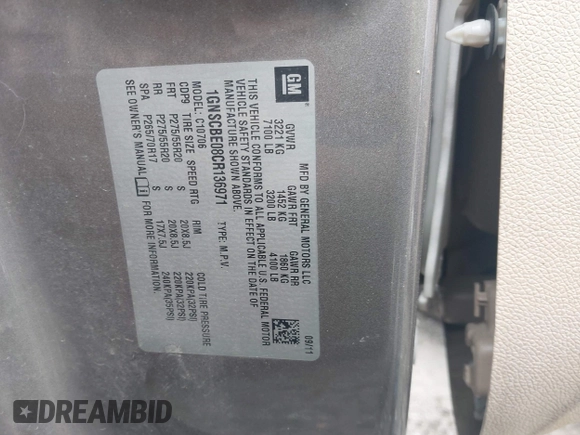 GM
MFD BY GENERAL MOTORS LLC
09/11
GVWR GAWR FRT GAWR RR
3221 KG 1452 KG 1860 KG
7100 LB 3200 LB 4100 LB
THIS VEHICLE CONFORMS TO ALL APPLICABLE U.S. FEDERAL MOTOR
VEHICLE SAFETY STANDARDS IN EFFECT ON THE DATE OF
MANUFACTURE SHOWN ABOVE.
1GNSCBE08CR136971 TYPE: M.P.V.
MODEL: C10706
CDP9 TIRE SIZE SPEED RTG RIM COLD TIRE PRESSURE
FRT P275/55R20 S 20X8.5J 220KPA(32PSI)
RR P275/55R20 S 20X8.5J 220KPA(32PSI)
SPA P265/70R17 S 17X7.5J 240KPA(35PSI)
SEE OWNER'S MANUAL
DREAMBID